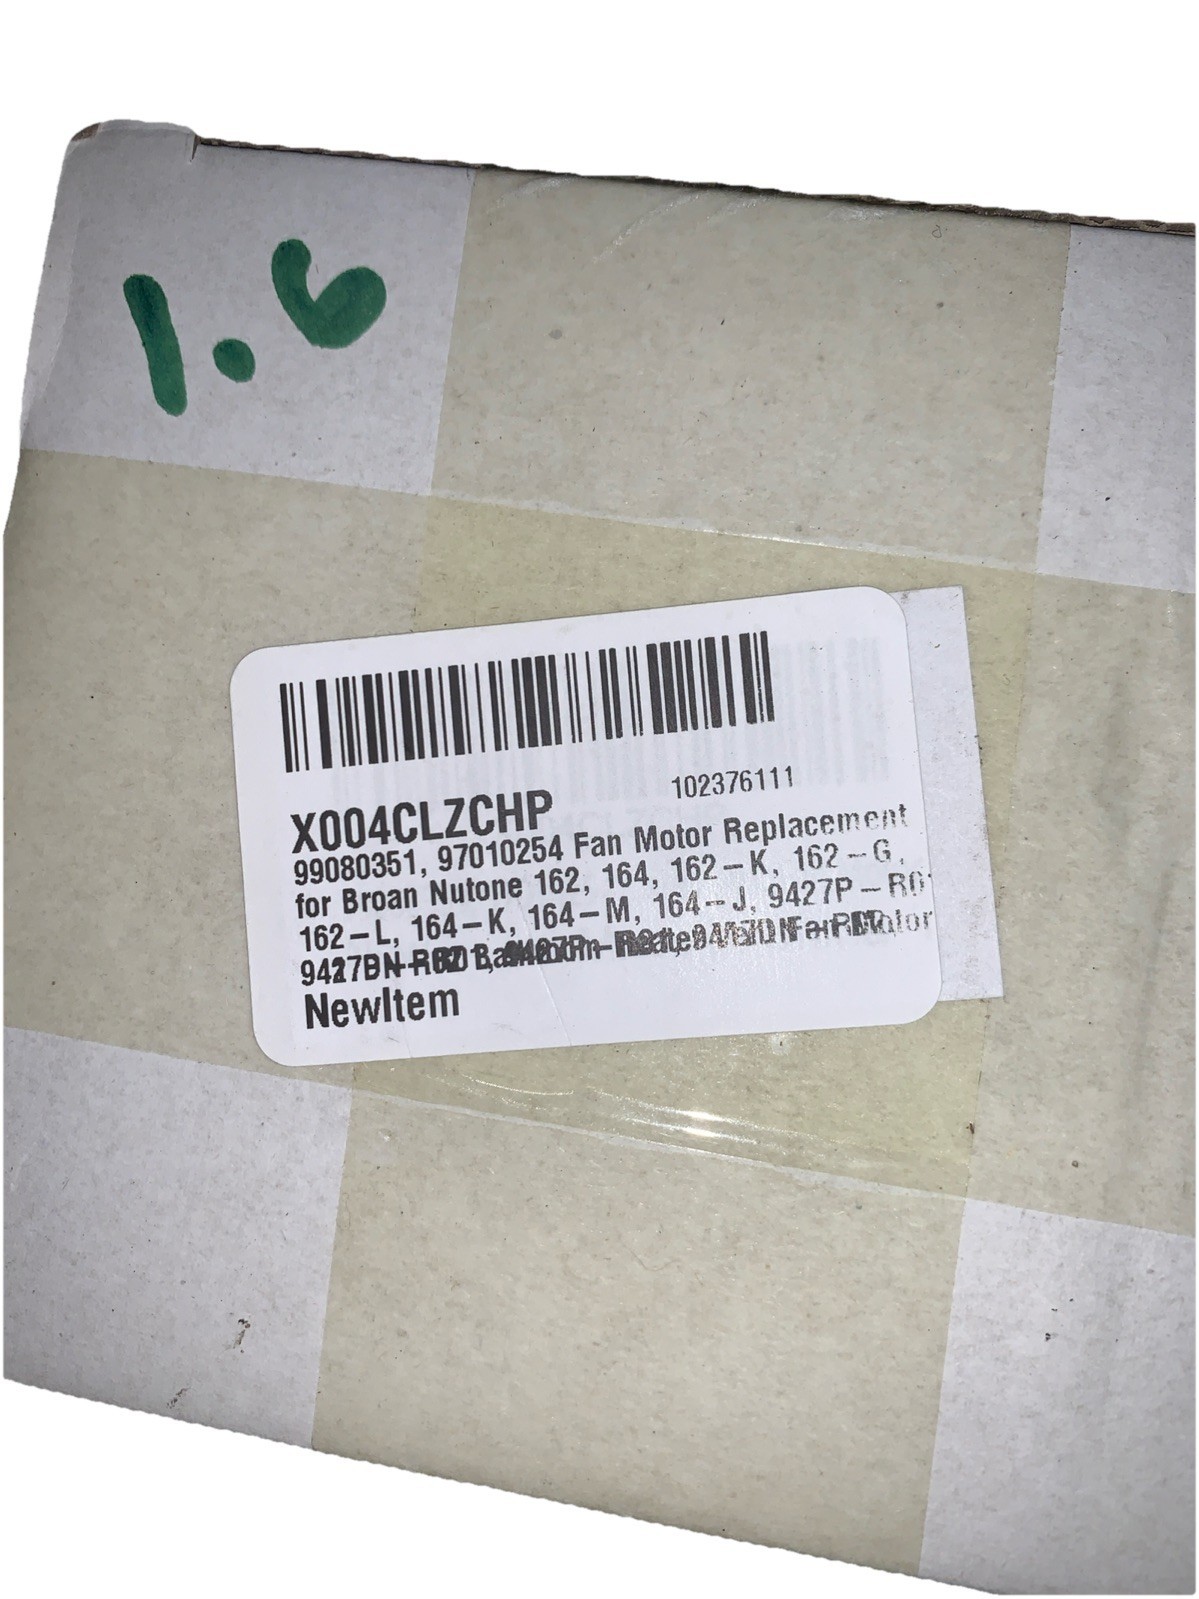 1.6
102376111
X004CLZCHP
99080351, 97010254 Fan Motor Replacement
for Broan Nutone 162, 164, 162-K, 162-G,
162-L, 164-K, 164-M, 164-J, 9427P-R0
Motor
NewItem